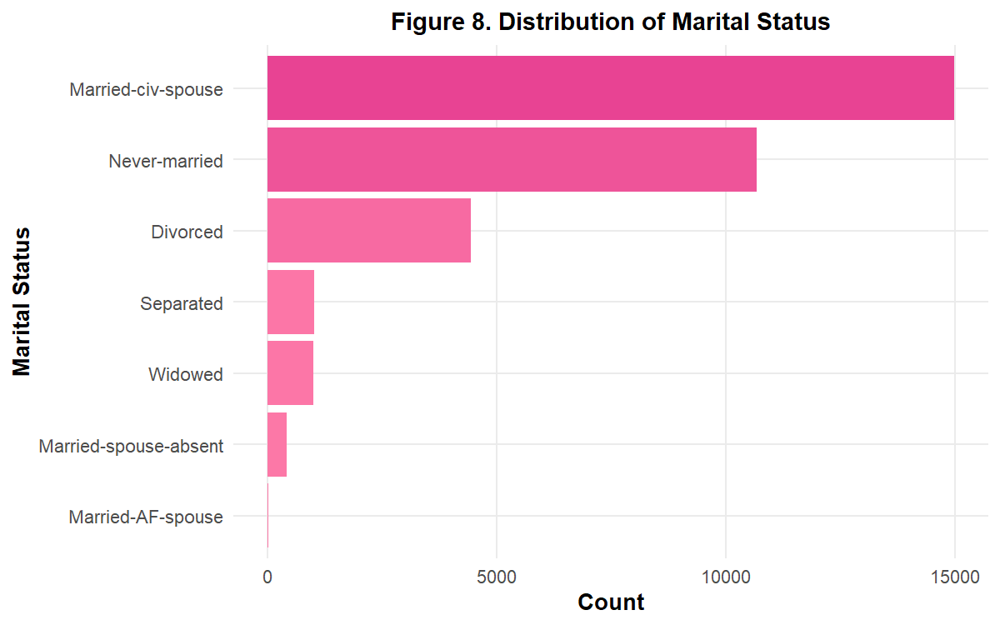 Figure 8. Distribution of Marital Status
Marital Status
Married-civ-spouse
Never-married
Divorced
Separated
Widowed
Married-spouse-absent
Married-AF-spouse
0 5000 10000 15000
Count